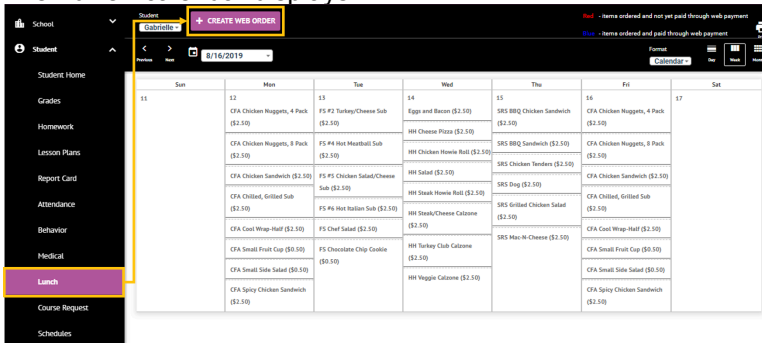 School
Student
Student Home
Grades
Homework
Lesson Plans
Report Card
Attendance
Behavior
Medical
Lunch
Course Request
Schedules
Student
Gabrielle
+ CREATE WEB ORDER
Red - items ordered and not yet paid through web payment
Blue - items ordered and paid through web payment
Previous
Next
8/16/2019
Format
Calendar
Day
Week
Sun
Mon
Tue
Wed
Thu
Fri
Sat
11
12
CFA Chicken Nuggets, 4 Pack
($2.50)
CFA Chicken Nuggets, 8 Pack
($2.50)
CFA Chicken Sandwich ($2.50)
CFA Chilled, Grilled Sub
($2.50)
CFA Cool Wrap-Half ($2.50)
CFA Small Fruit Cup ($0.50)
CFA Small Side Salad ($0.50)
CFA Spicy Chicken Sandwich
($2.50)
13
FS #2 Turkey/Cheese Sub
($2.50)
FS #4 Hot Meatball Sub
($2.50)
FS #5 Chicken Salad/Cheese
Sub ($2.50)
FS #6 Hot Italian Sub ($2.50)
FS Chef Salad ($2.50)
FS Chocolate Chip Cookie
($0.50)
14
Eggs and Bacon ($2.50)
HH Cheese Pizza ($2.50)
HH Chicken Howie Roll ($2.50)
HH Salad ($2.50)
HH Steak Howie Roll ($2.50)
HH Steak/Cheese Calzone
($2.50)
HH Turkey Club Calzone
($2.50)
HH Veggie Calzone ($2.50)
15
SRS BBQ Chicken Sandwich
($2.50)
SRS BBQ Sandwich ($2.50)
SRS Chicken Tenders ($2.50)
SRS Dog ($2.50)
SRS Grilled Chicken Salad
($2.50)
SRS Mac-N-Cheese ($2.50)
16
CFA Chicken Nuggets, 4 Pack
($2.50)
CFA Chicken Nuggets, 8 Pack
($2.50)
CFA Chicken Sandwich ($2.50)
CFA Chilled, Grilled Sub
($2.50)
CFA Cool Wrap-Half ($2.50)
CFA Small Fruit Cup ($0.50)
CFA Small Side Salad ($0.50)
CFA Spicy Chicken Sandwich
($2.50)
17